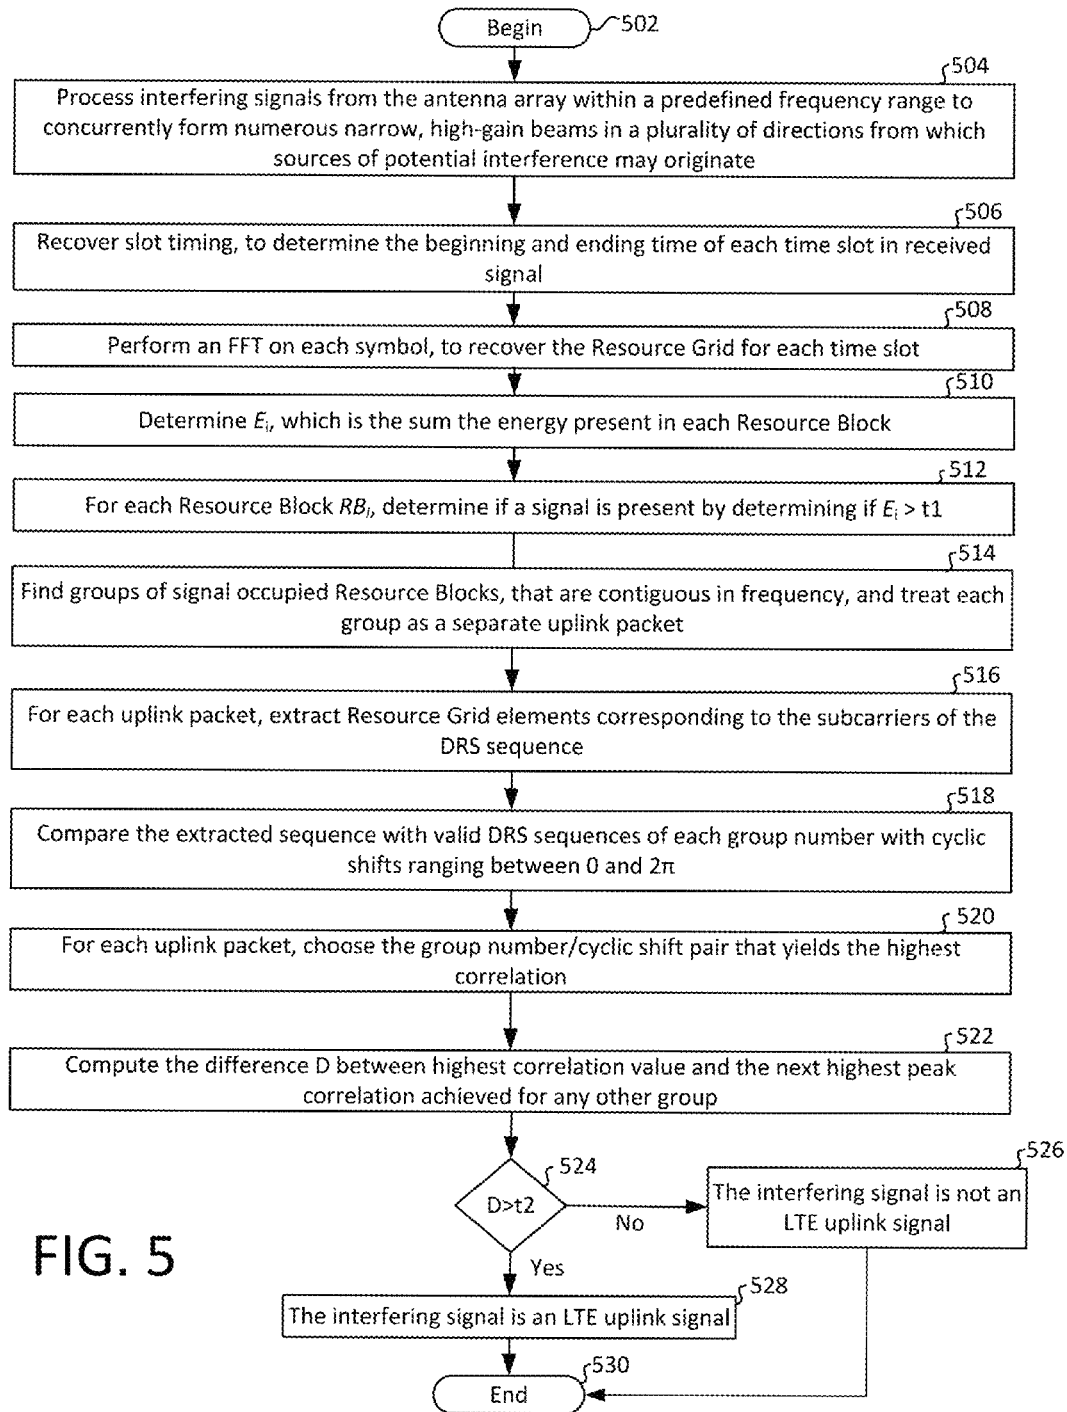 Begin
502
504
Process interfering signals from the antenna array within a predefined frequency range to
concurrently form numerous narrow, high-gain beams in a plurality of directions from which
sources of potential interference may originate
506
Recover slot timing, to determine the beginning and ending time of each time slot in received
signal
508
Perform an FFT on each symbol, to recover the Resource Grid for each time slot
510
Determine Ei, which is the sum the energy present in each Resource Block
512
For each Resource Block RBi, determine if a signal is present by determining if Ei > t1
514
Find groups of signal occupied Resource Blocks, that are contiguous in frequency, and treat each
group as a separate uplink packet
516
For each uplink packet, extract Resource Grid elements corresponding to the subcarriers of the
DRS sequence
518
Compare the extracted sequence with valid DRS sequences of each group number with cyclic
shifts ranging between 0 and 2π
520
For each uplink packet, choose the group number/cyclic shift pair that yields the highest
correlation
522
Compute the difference D between highest correlation value and the next highest peak
correlation achieved for any other group
524
D>t2
No
526
The interfering signal is not an
LTE uplink signal
Yes
FIG. 5
528
The interfering signal is an LTE uplink signal
530
End